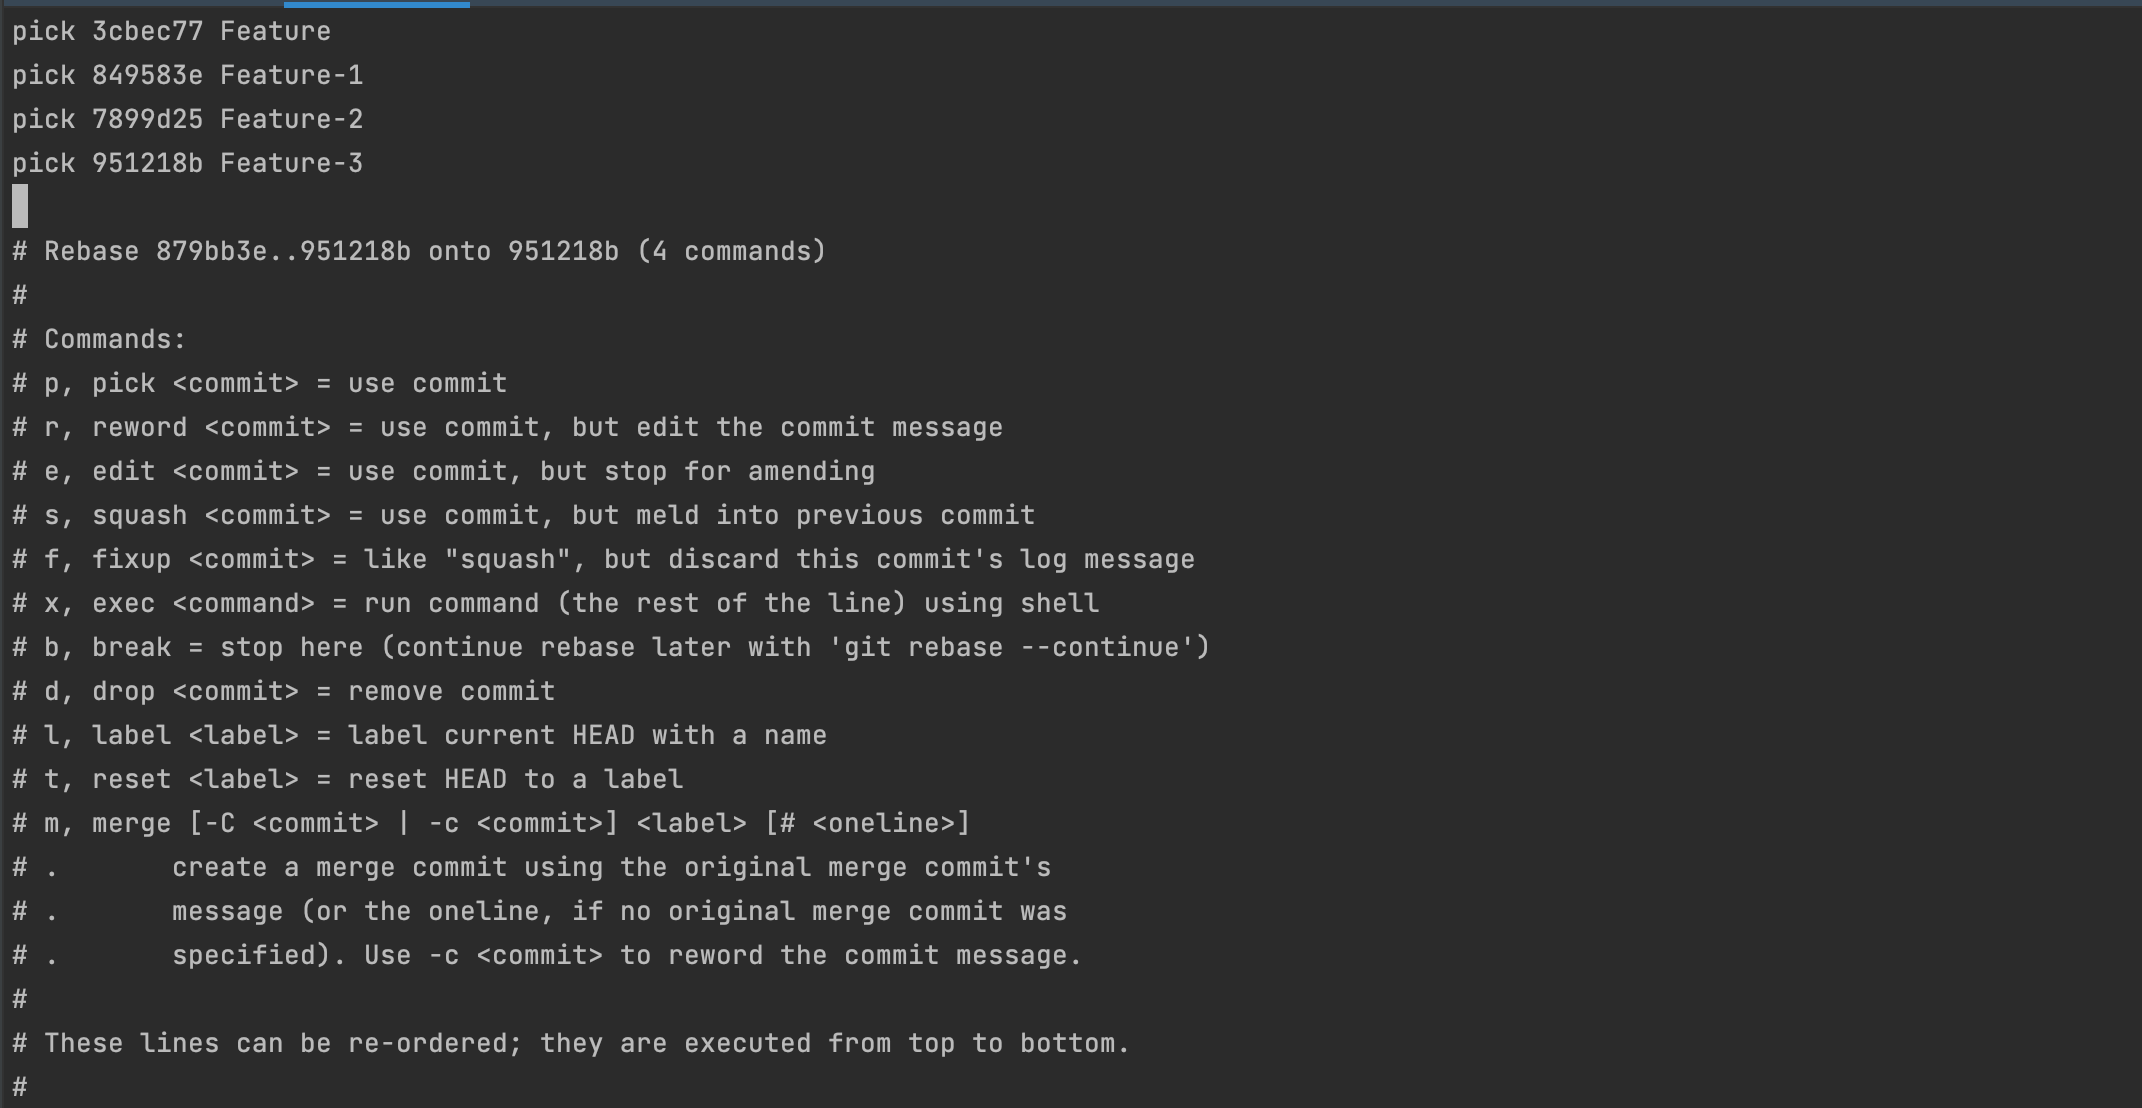 pick 3cbec77 Feature
pick 849583e Feature-1
pick 7899d25 Feature-2
pick 951218b Feature-3
# Rebase 879bb3e..951218b onto 951218b (4 commands)
#
# Commands:
# p, pick <commit> = use commit
# r, reword <commit> = use commit, but edit the commit message
# e, edit <commit> = use commit, but stop for amending
# s, squash <commit> = use commit, but meld into previous commit
# f, fixup <commit> = like "squash", but discard this commit's log message
# x, exec <command> = run command (the rest of the line) using shell
# b, break = stop here (continue rebase later with 'git rebase --continue')
# d, drop <commit> = remove commit
# l, label <label> = label current HEAD with a name
# t, reset <label> = reset HEAD to a label
# m, merge [-C <commit> | -c <commit>] <label> [# <oneline>]
# .       create a merge commit using the original merge commit's
# .       message (or the oneline, if no original merge commit was
# .       specified). Use -c <commit> to reword the commit message.
#
# These lines can be re-ordered; they are executed from top to bottom.
#